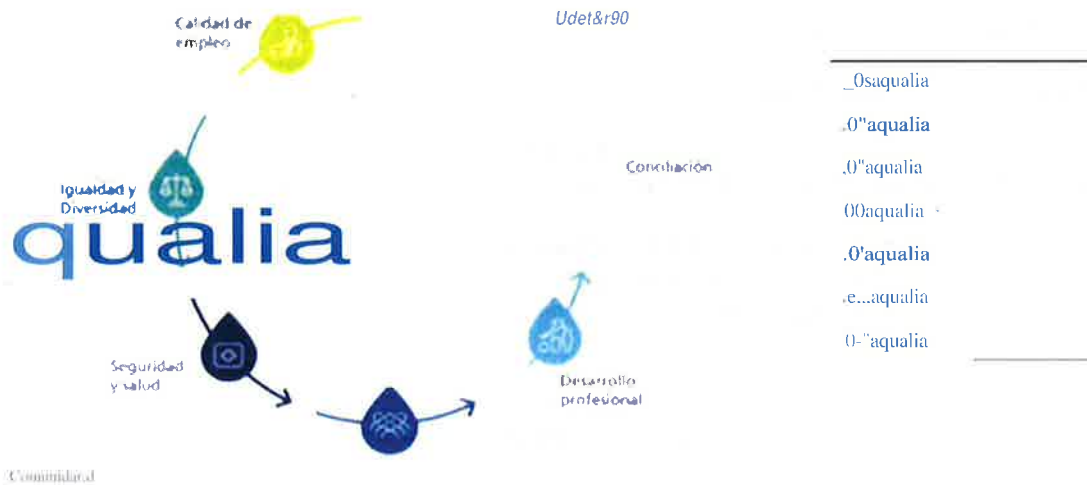 Calidad de
empleo
Udet&r90
_0saqualia
.0"aqualia
Conciliación
.0"aqualia
Igualdad y
Diversidad
00aqualia
qualia
.0'aqualia
.e...aqualia
0-"aqualia
Seguridad
y salud
Desarrollo
profesional
Comunidar.d